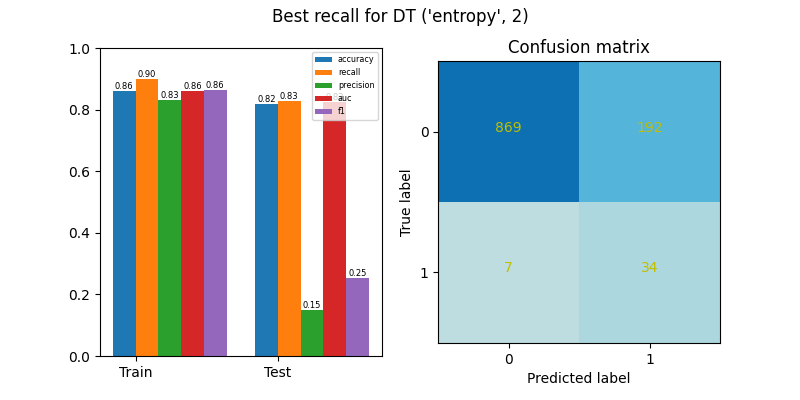 Best recall for DT ('entropy', 2)
1.0
0.8
0.6
0.4
0.2
0.0
0.86
0.90
0.83
0.86
0.86
0.82
0.83
0.15
0.25
Train
Test
accuracy
recall
precision
auc
f1
Confusion matrix
True label
0
1
869
192
7
34
0
1
Predicted label